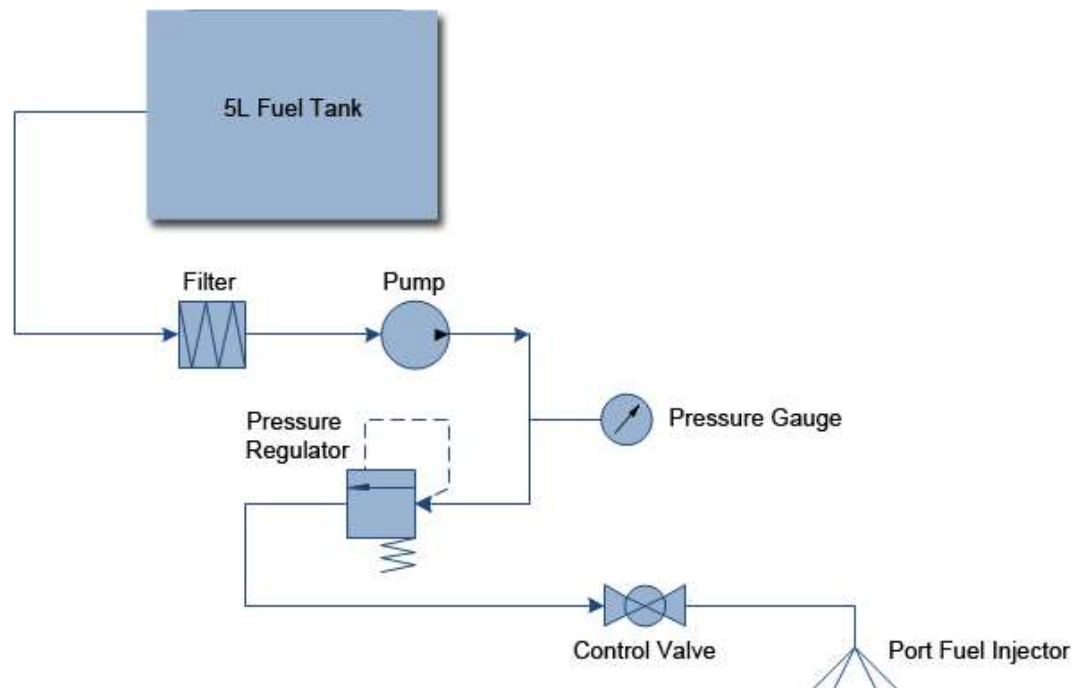 5L Fuel Tank
Filter
Pump
Pressure
Regulator
Pressure Gauge
Control Valve
Port Fuel Injector